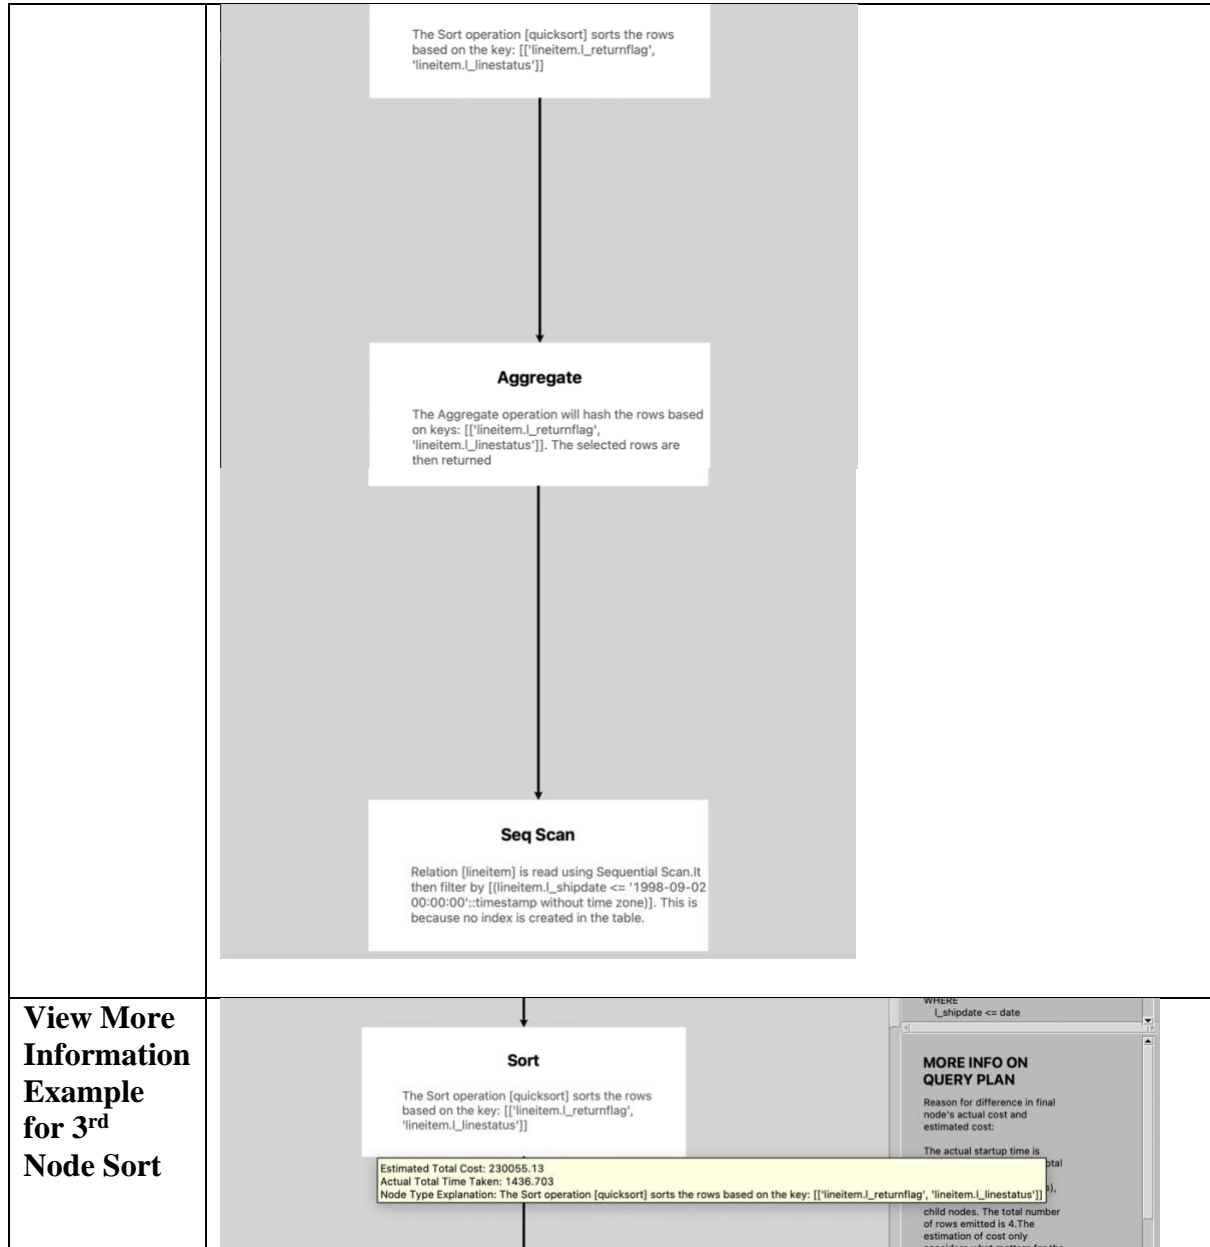 The Sort operation [quicksort] sorts the rows
based on the key: [['lineitem.l_returnflag',
'lineitem.l_linestatus']]
Aggregate
The Aggregate operation will hash the rows based
on keys: [['lineitem.l_returnflag',
'lineitem.l_linestatus']]. The selected rows are
then returned
Seq Scan
Relation [lineitem] is read using Sequential Scan.It
then filter by [(lineitem.l_shipdate <= '1998-09-02
00:00:00'::timestamp without time zone)]. This is
because no index is created in the table.
View More
Information
Example
for 3rd
Node Sort
Sort
The Sort operation [quicksort] sorts the rows
based on the key: [['lineitem.l_returnflag',
'lineitem.l_linestatus']]
Estimated Total Cost: 230055.13
Actual Total Time Taken: 1436.703
Node Type Explanation: The Sort operation [quicksort] sorts the rows based on the key: [['lineitem.l_returnflag', 'lineitem.l_linestatus']]
WHERE
l_shipdate <= date
MORE INFO ON
QUERY PLAN
Reason for difference in final
node's actual cost and
estimated cost:
The actual startup time is
child nodes. The total number
of rows emitted is 4.The
estimation of cost only